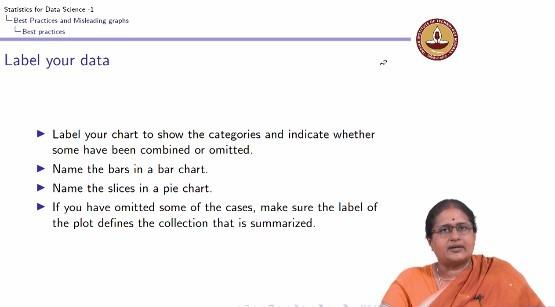 Statistics for Data Science -1
Best Practices and Misleading graphs
Best practices
Label your data
Label your chart to show the categories and indicate whether
some have been combined or omitted.
Name the bars in a bar chart.
Name the slices in a pie chart.
If you have omitted some of the cases, make sure the label of
the plot defines the collection that is summarized.